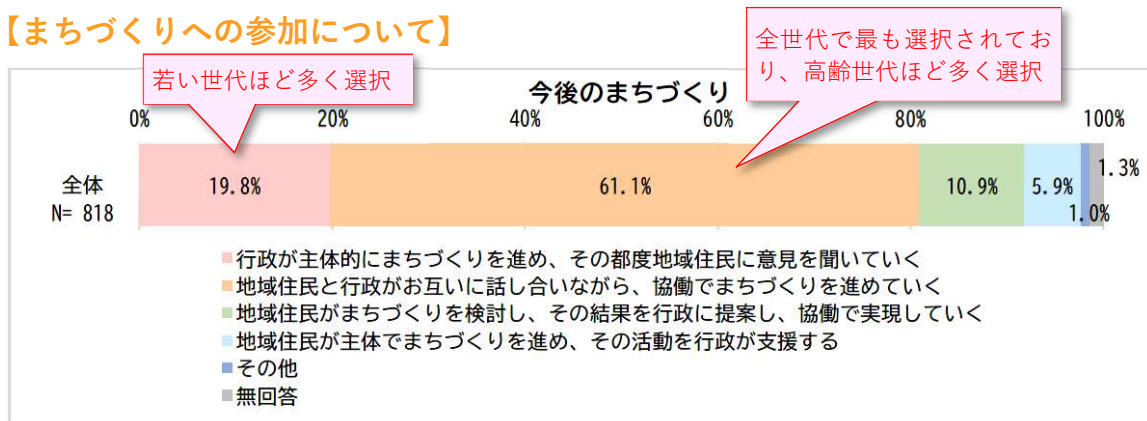 【まちづくりへの参加について】
若い世代ほど多く選択
全世代で最も選択されてお
り、高齢世代ほど多く選択
今後のまちづくり
0% 20% 40% 60% 80% 100%
全体
N= 818
19.8% 61.1% 10.9% 5.9% 1.0% 1.3%
行政が主体的にまちづくりを進め、その都度地域住民に意見を聞いていく
地域住民と行政がお互いに話し合いながら、協働でまちづくりを進めていく
地域住民がまちづくりを検討し、その結果を行政に提案し、協働で実現していく
地域住民が主体でまちづくりを進め、その活動を行政が支援する
その他
無回答